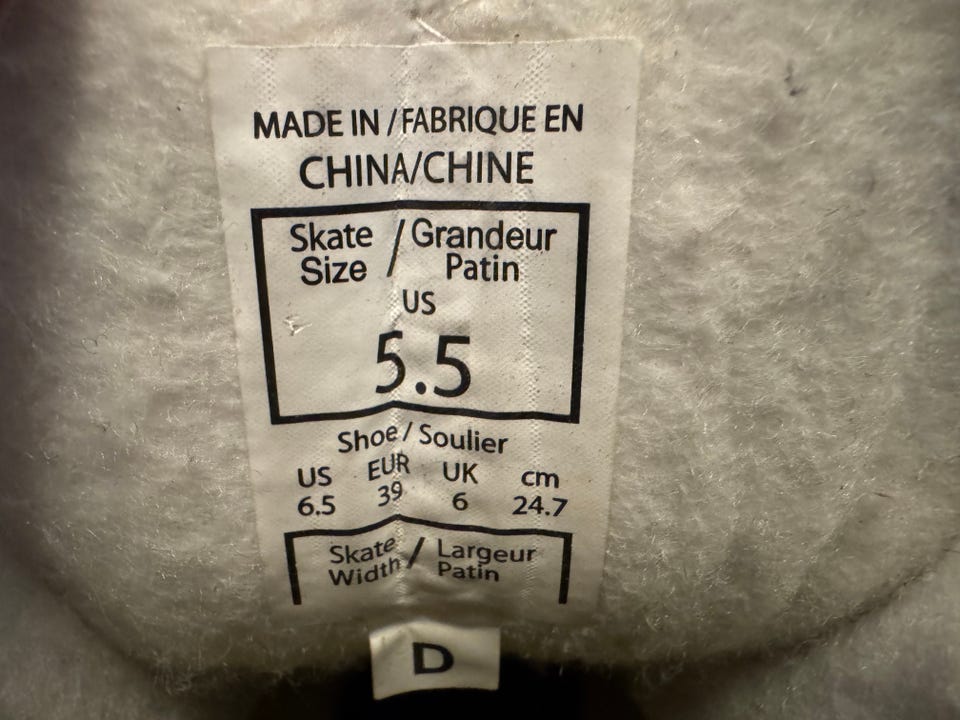 MADE IN / FABRIQUE EN
CHINA/CHINE
Skate / Grandeur
Size Patin
US
5.5
Shoe / Soulier
US EUR UK cm
6.5 39 6 24.7
Skate / Largeur
Width Patin
D